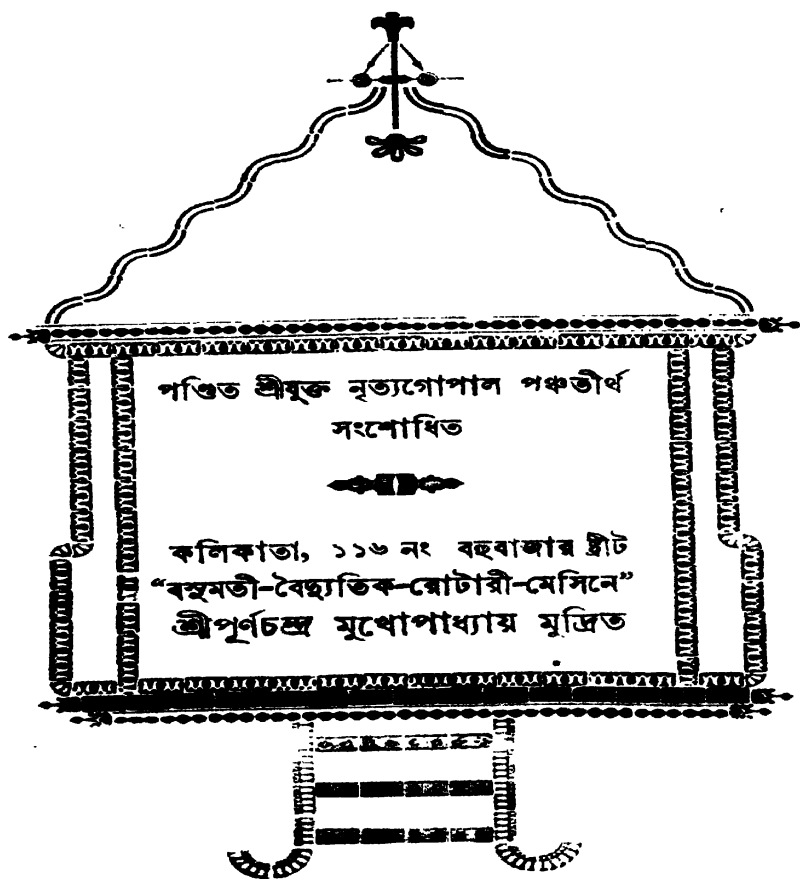 পণ্ডিত শ্রীযুক্ত নৃত্যগোপাল পঞ্চতীর্থ
সংশোধিত
কলিকাতা, ১১৬ নং বহুবাজার ষ্ট্রীট
“বসুমতী-বৈদ্যুতিক-রোটারী-মেসিনে”
শ্রীপূর্ণচন্দ্র মুখোপাধ্যায় মুদ্রিত